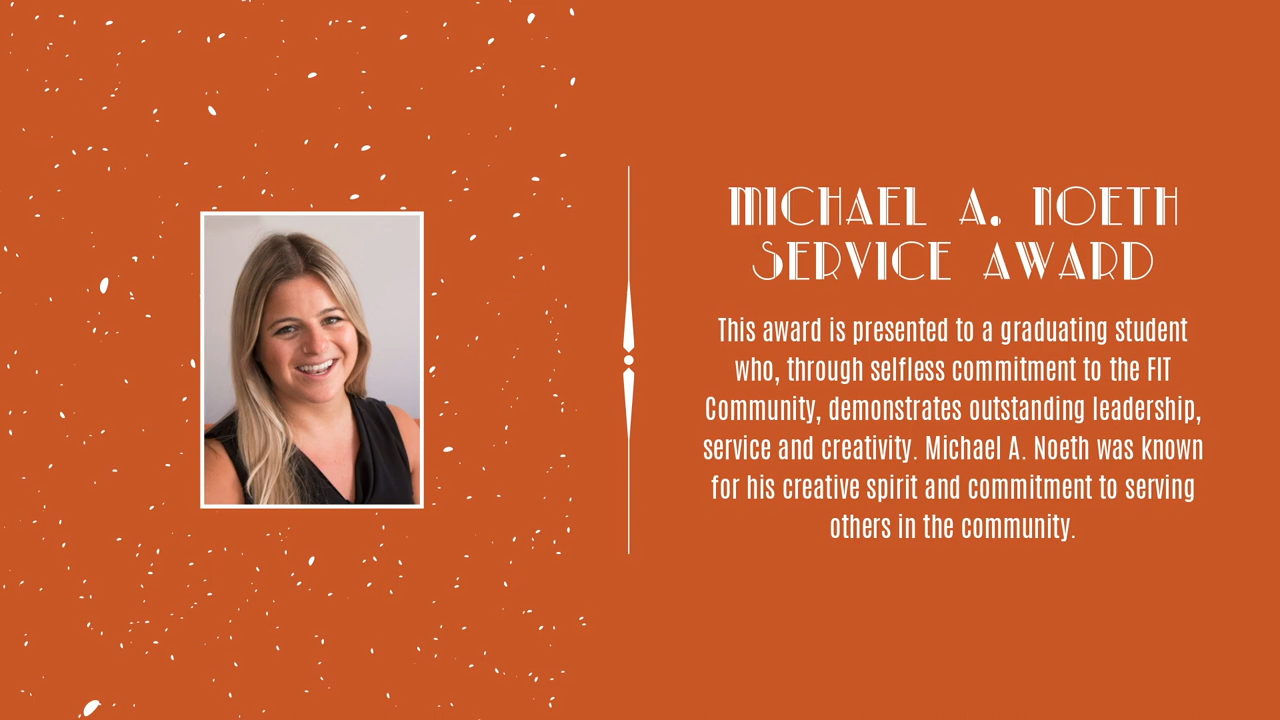 MICHAEL A. NOETH
SERVICE AWARD
This award is presented to a graduating student
who, through selfless commitment to the FIT
Community, demonstrates outstanding leadership,
service and creativity. Michael A. Noeth was known
for his creative spirit and commitment to serving
others in the community.